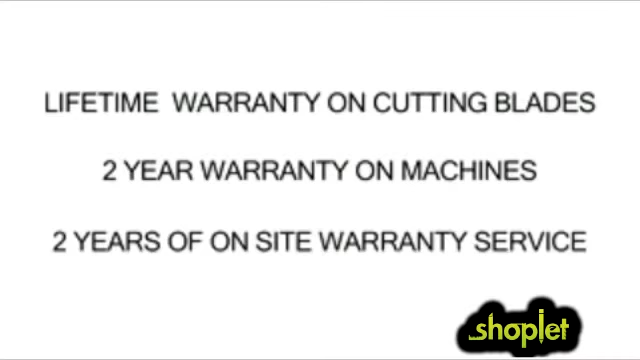 LIFETIME WARRANTY ON CUTTING BLADES
2 YEAR WARRANTY ON MACHINES
2 YEARS OF ON SITE WARRANTY SERVICE
shoplet